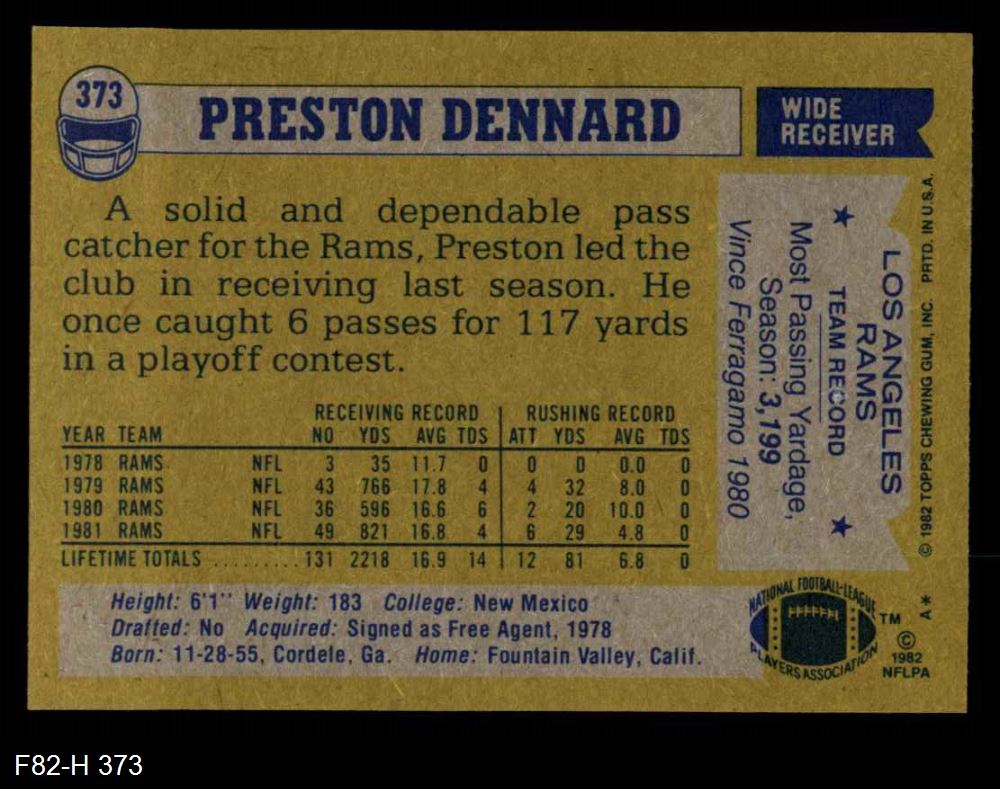 373
PRESTON DENNARD
WIDE
RECEIVER
A solid and dependable pass
catcher for the Rams, Preston led the
club in receiving last season. He
once caught 6 passes for 117 yards
in a playoff contest.
RECEIVING RECORD RUSHING RECORD
YEAR TEAM NO YDS AVG TDS ATT YDS AVG TDS
1978 RAMS NFL 3 35 11.7 0 0 0 0.0 0
1979 RAMS NFL 43 766 17.8 4 4 32 8.0 0
1980 RAMS NFL 36 596 16.6 6 2 20 10.0 0
1981 RAMS NFL 49 821 16.8 4 6 29 4.8 0
LIFETIME TOTALS .......... 131 2218 16.9 14 12 81 6.8 0
Height: 6'1" Weight: 183 College: New Mexico
Drafted: No Acquired: Signed as Free Agent, 1978
Born: 11-28-55, Cordele, Ga. Home: Fountain Valley, Calif.
LOS ANGELES
RAMS
★ TEAM RECORD ★
Most Passing Yardage,
Season: 3,199
Vince Ferragamo 1980
© 1982 TOPPS CHEWING GUM, INC. PRTD. IN U.S.A.
A*
NATIONAL FOOTBALL LEAGUE
PLAYERS ASSOCIATION
TM
©
1982
NFLPA
F82-H 373